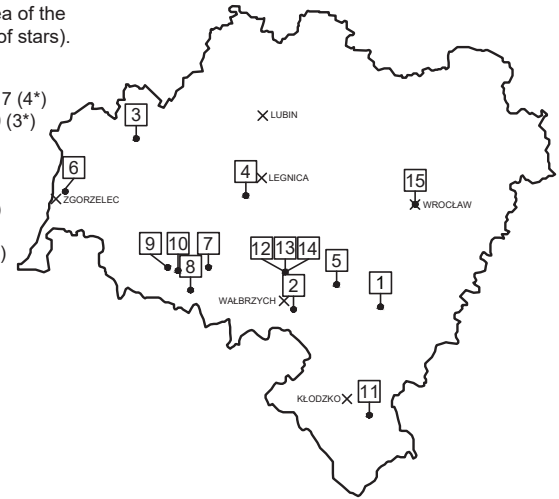 ea of the
of stars).
7 (4*)
(3*)
)
)
3
LUBIN
6
4
LEGNICA
15
ZGORZELEC
WROCŁAW
9
10
7
12
13
14
8
2
5
1
WAŁBRZYCH
KŁODZKO
11